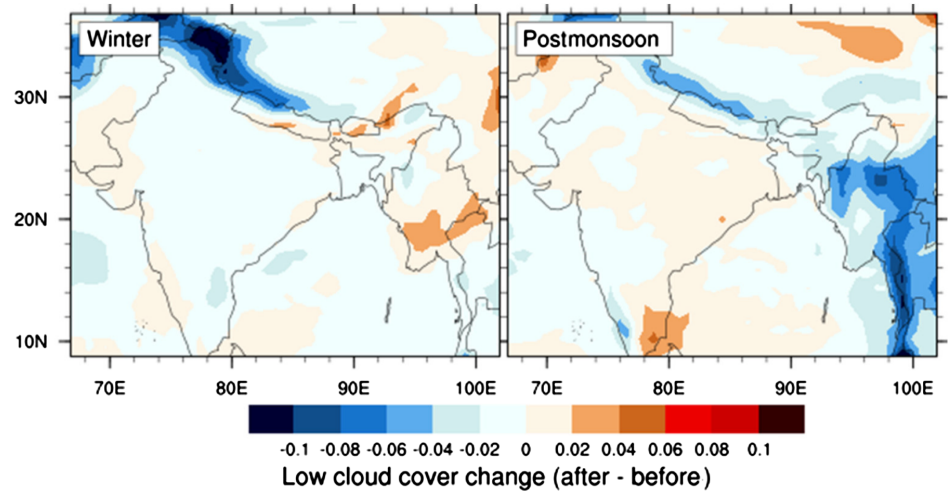 Winter
Postmonsoon
30N
20N
10N
70E 80E 90E 100E 70E 80E 90E 100E
-0.1 -0.08 -0.06 -0.04 -0.02 0 0.02 0.04 0.06 0.08 0.1
Low cloud cover change (after - before)